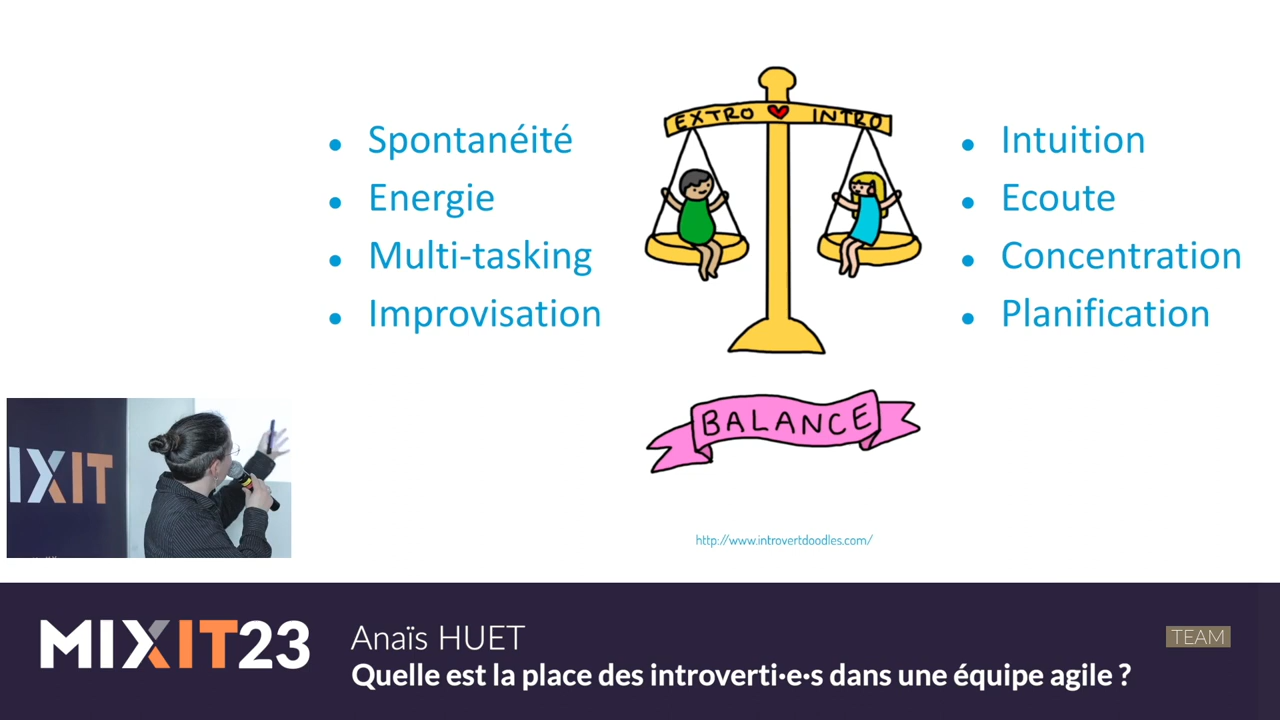 • Spontanéité
• Energie
• Multi-tasking
• Improvisation
EXTRO INTRO
BALANCE
• Intuition
• Ecoute
• Concentration
• Planification
http://www.introvertdoodles.com/
IXIT
MIXIT23
Anaïs HUET
TEAM
Quelle est la place des introverti·e·s dans une équipe agile ?